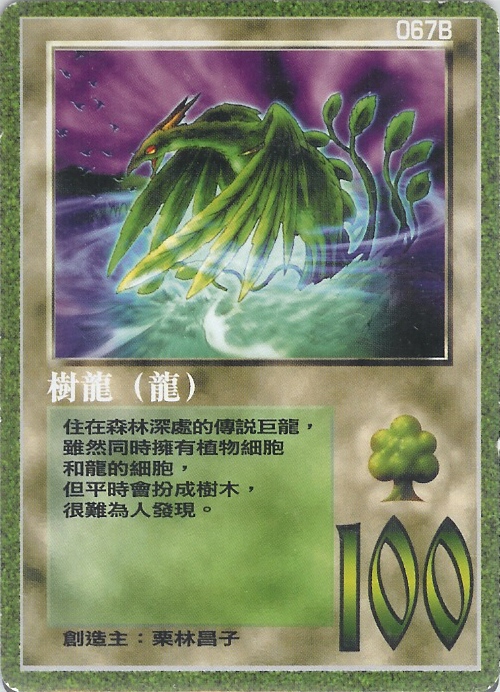 067B
樹龍（龍）
住在森林深處的傳說巨龍，
雖然同時擁有植物細胞
和龍的細胞，
但平時會扮成樹木，
很難為人發現。
100
創造主：栗林昌子